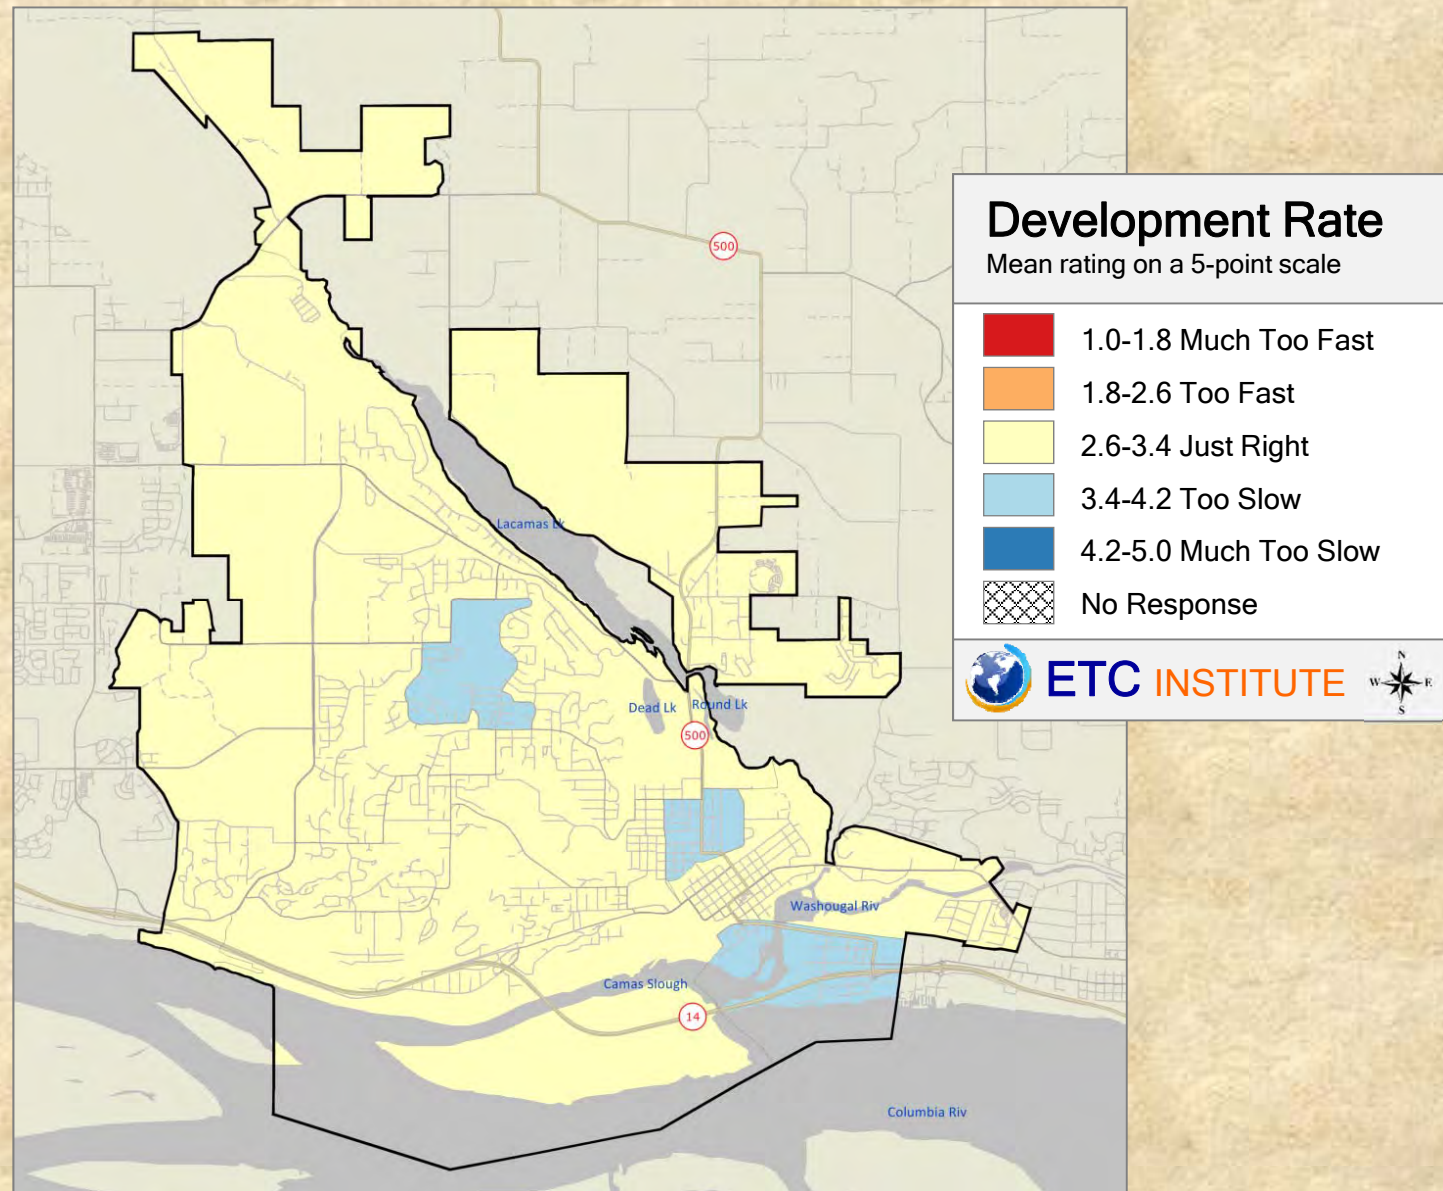 500
Development Rate
Mean rating on a 5-point scale
1.0-1.8 Much Too Fast
1.8-2.6 Too Fast
2.6-3.4 Just Right
3.4-4.2 Too Slow
4.2-5.0 Much Too Slow
No Response
ETC INSTITUTE
N
W E
S
Lacamas Lk
Dead Lk
Round Lk
500
Washougal Riv
Camas Slough
14
Columbia Riv